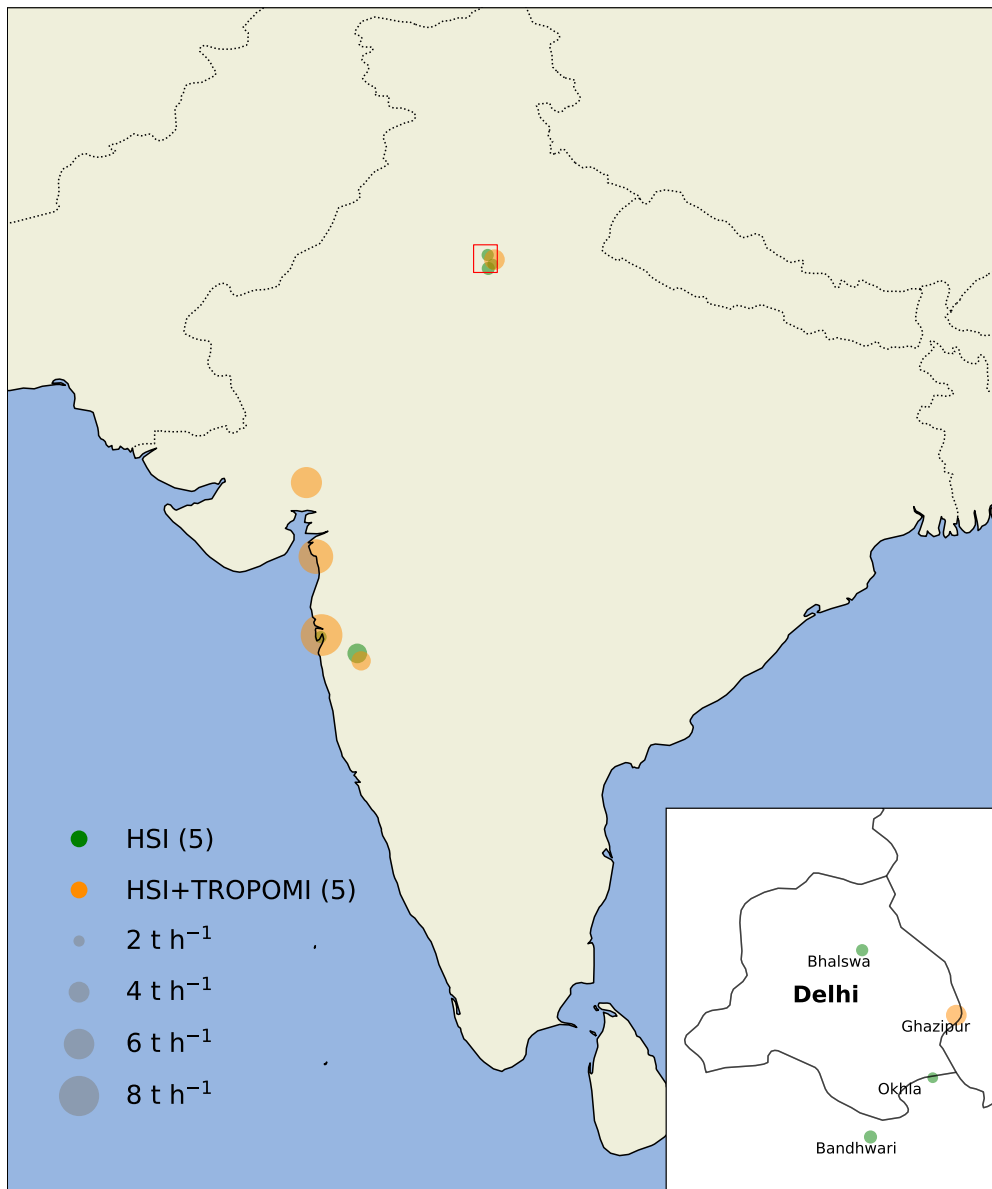 HSI (5)
HSI+TROPOMI (5)
2 t h⁻¹
4 t h⁻¹
6 t h⁻¹
8 t h⁻¹
Bhalswa
Delhi
Ghazipur
Okhla
Bandhwari